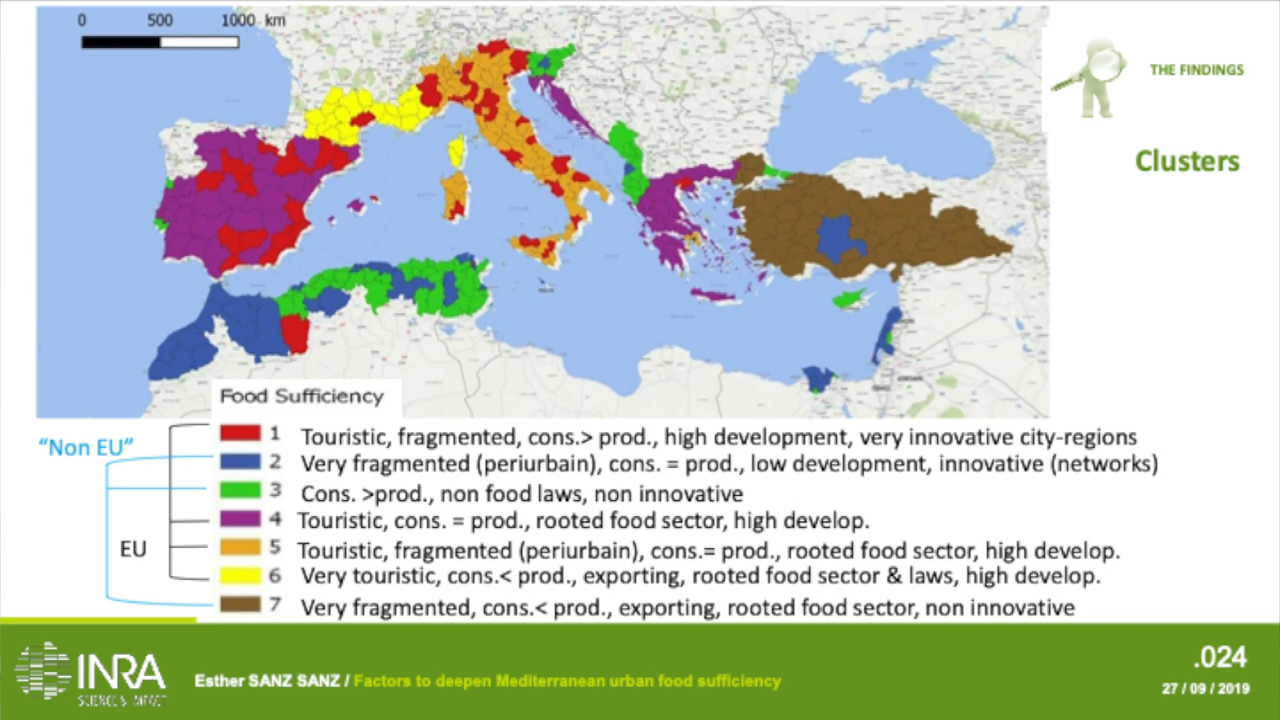 0 500 1000 km
THE FINDINGS
Clusters
Food Sufficiency
"Non EU"
EU
1 Touristic, fragmented, cons.> prod., high development, very innovative city-regions
2 Very fragmented (periurbain), cons. = prod., low development, innovative (networks)
3 Cons. >prod., non food laws, non innovative
4 Touristic, cons. = prod., rooted food sector, high develop.
5 Touristic, fragmented (periurbain), cons.= prod., rooted food sector, high develop.
6 Very touristic, cons.< prod., exporting, rooted food sector & laws, high develop.
7 Very fragmented, cons.< prod., exporting, rooted food sector, non innovative
INRA
SCIENCE & IMPACT
Esther SANZ SANZ / Factors to deepen Mediterranean urban food sufficiency
.024
27 / 09 / 2019